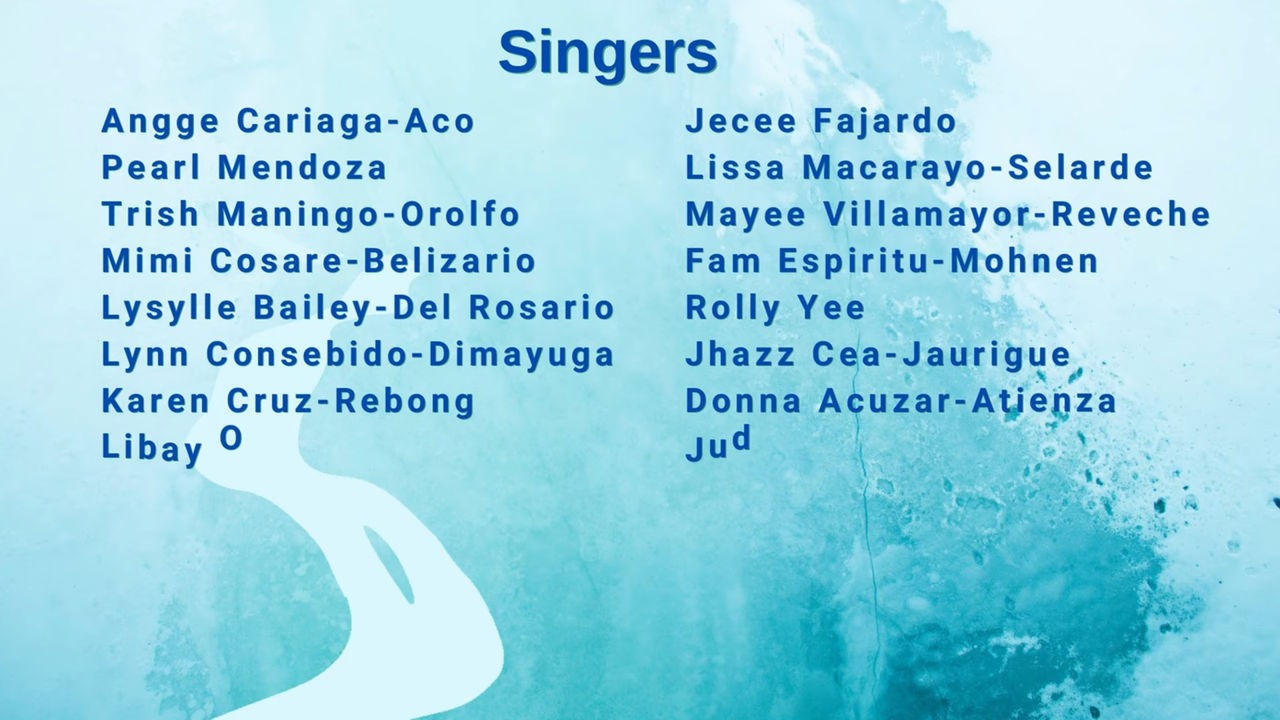 Singers
Angge Cariaga-Aco
Pearl Mendoza
Trish Maningo-Orolfo
Mimi Cosare-Belizario
Lysylle Bailey-Del Rosario
Lynn Consebido-Dimayuga
Karen Cruz-Rebong
Libay O
Jecee Fajardo
Lissa Macarayo-Selarde
Mayee Villamayor-Reveche
Fam Espiritu-Mohnen
Rolly Yee
Jhazz Cea-Jaurigue
Donna Acuzar-Atienza
Jud